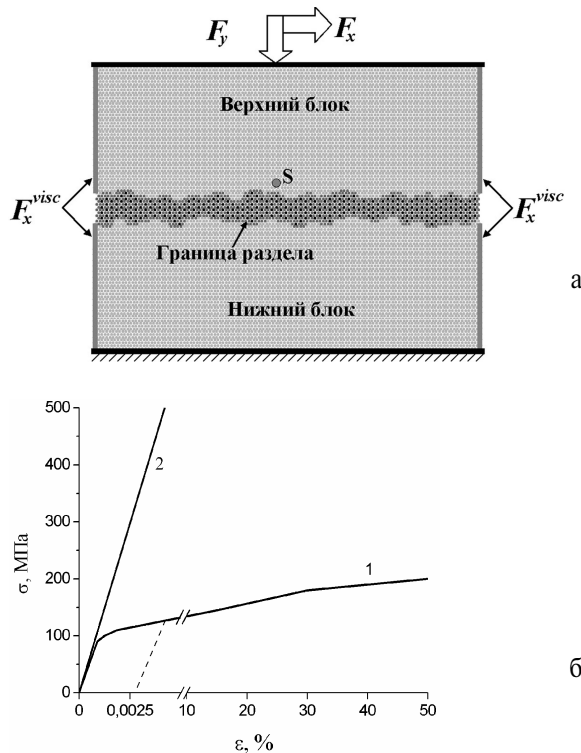 F_y F_x
Верхний блок
S
F_x^visc F_x^visc
Граница раздела
Нижний блок
а
500
400
300
200
100
0
σ, МПа
2
1
0 0,0025 10 20 30 40 50
ε, %
б